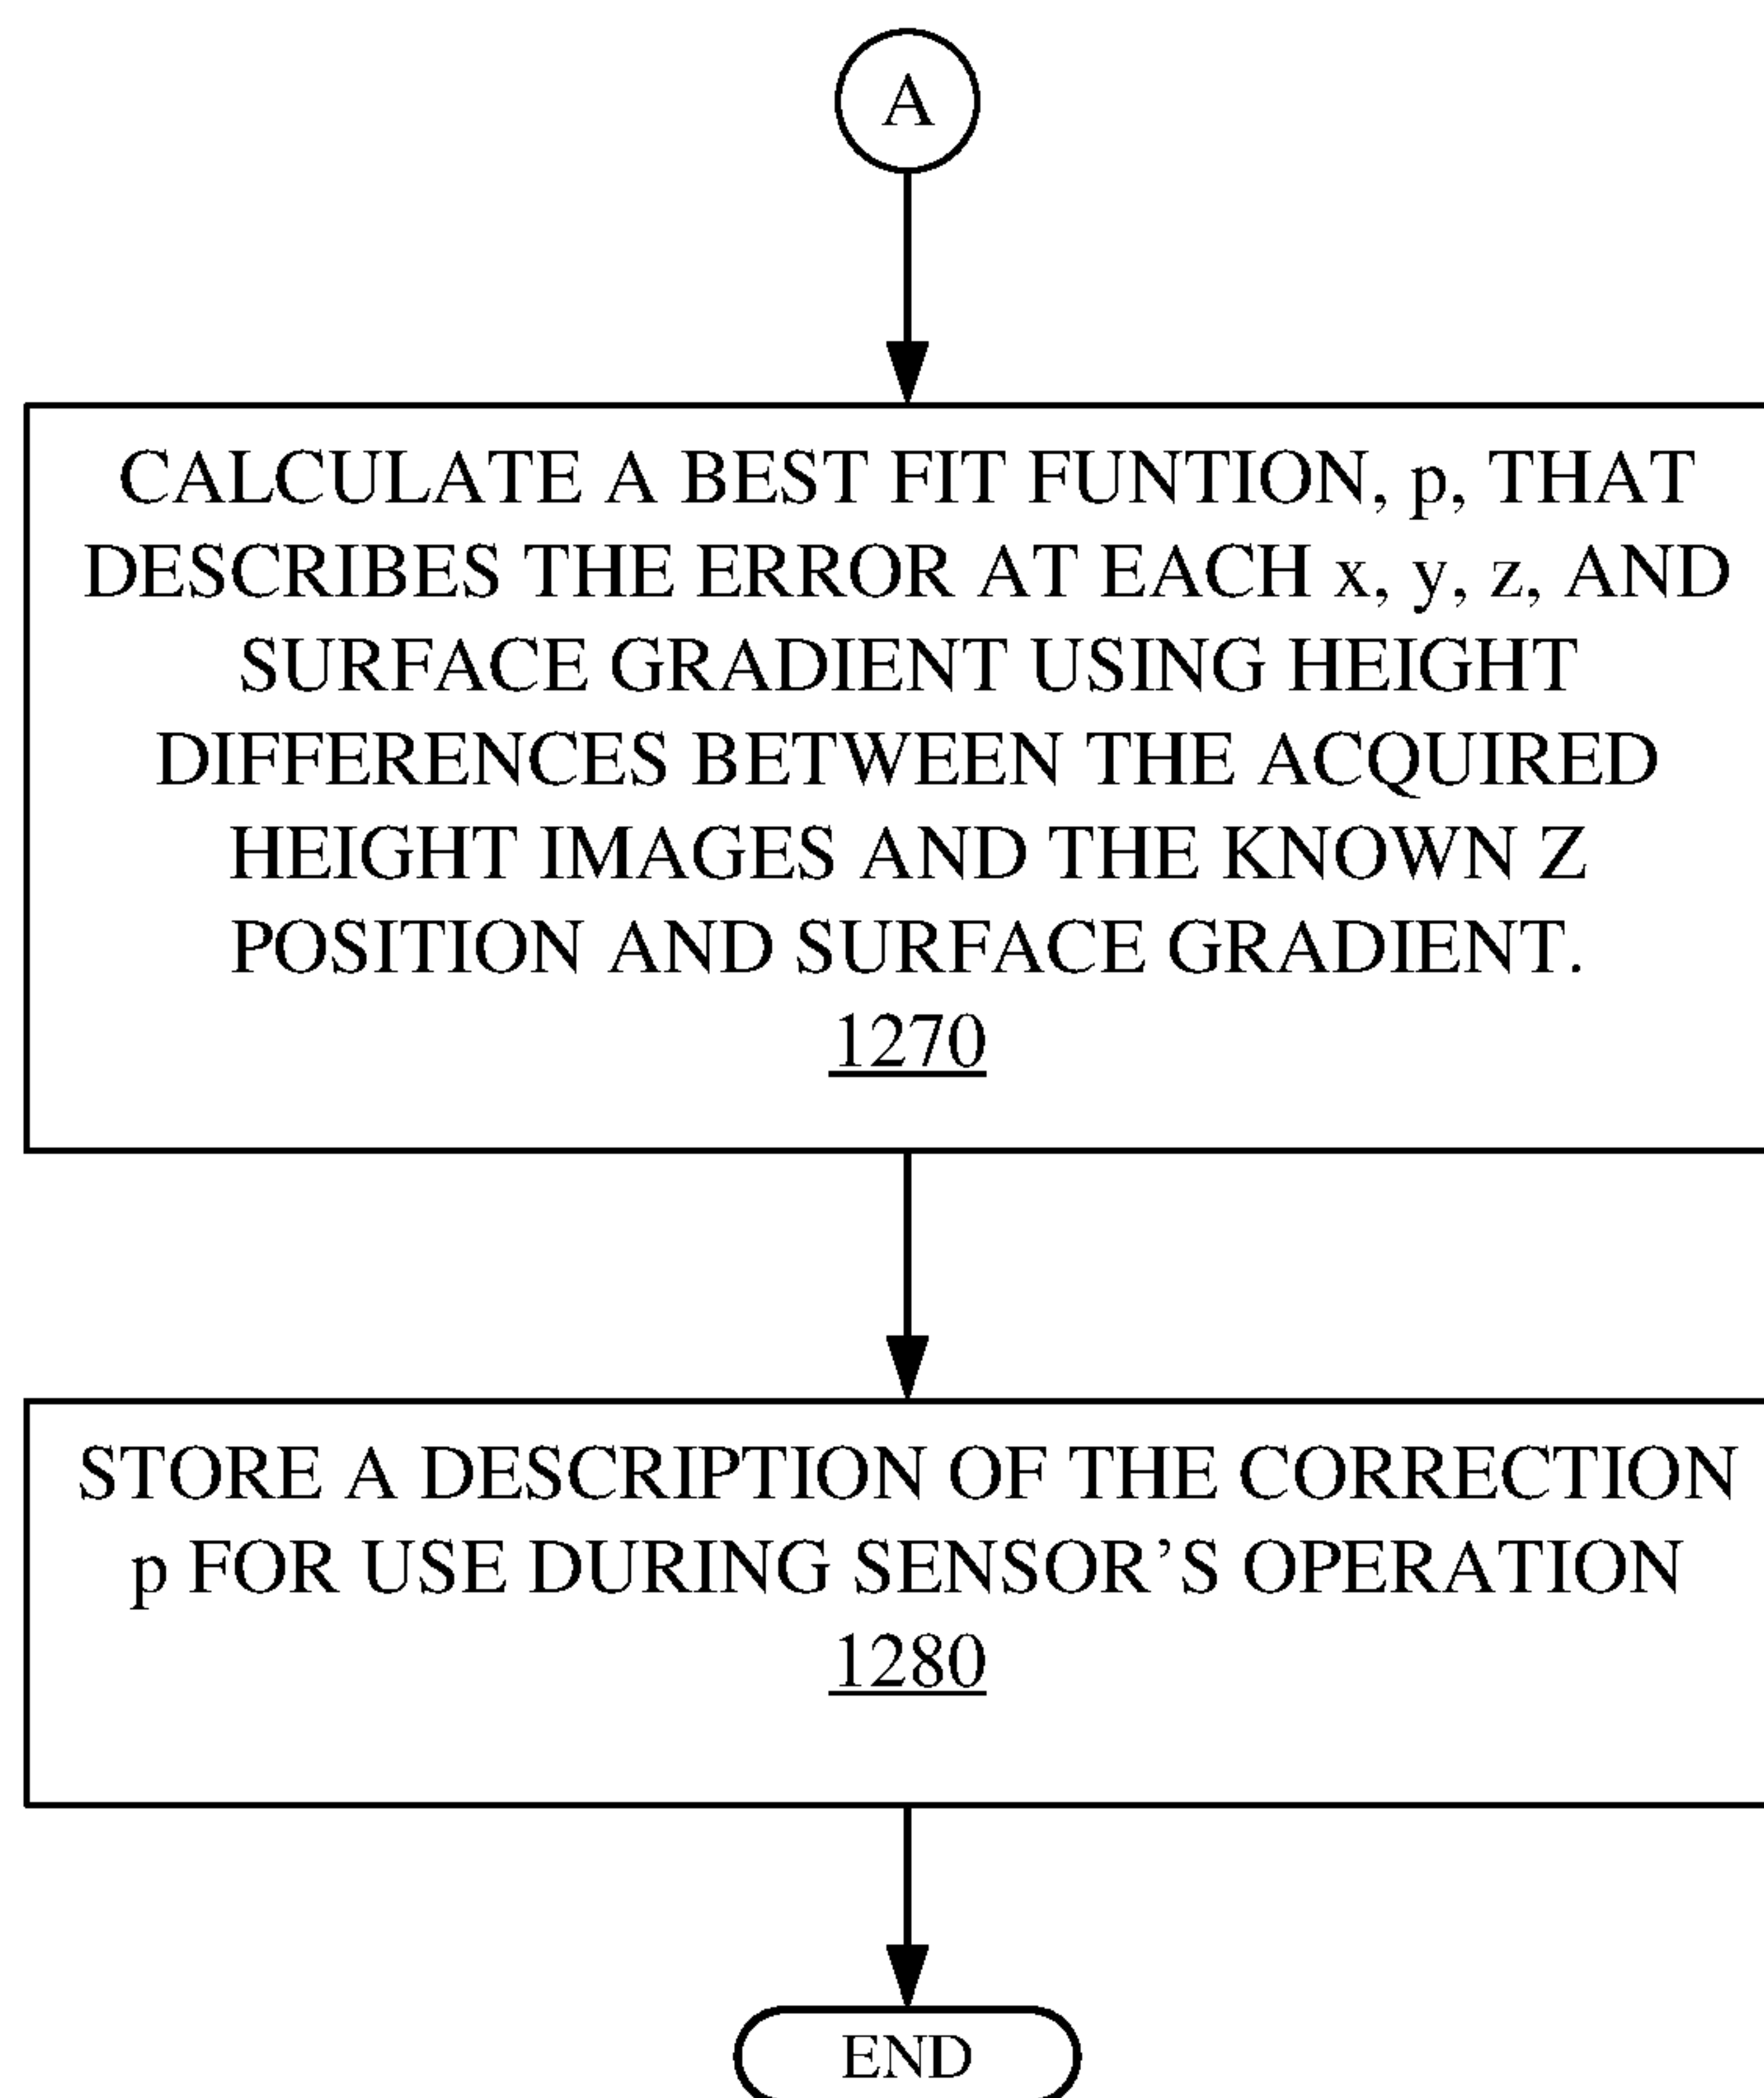 A
CALCULATE A BEST FIT FUNTION, p, THAT
DESCRIBES THE ERROR AT EACH x, y, z, AND
SURFACE GRADIENT USING HEIGHT
DIFFERENCES BETWEEN THE ACQUIRED
HEIGHT IMAGES AND THE KNOWN Z
POSITION AND SURFACE GRADIENT.
1270
STORE A DESCRIPTION OF THE CORRECTION
p FOR USE DURING SENSOR’S OPERATION
1280
END